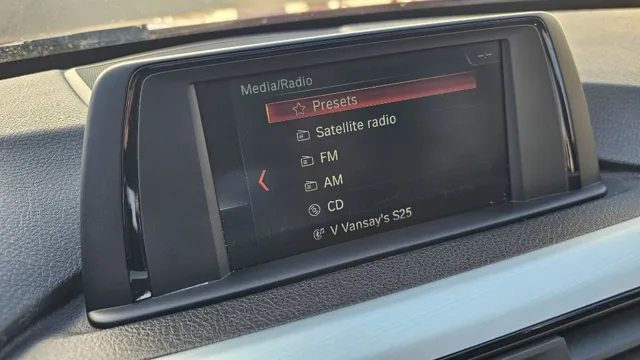 Media/Radio
Presets
Satellite radio
FM
AM
CD
V Vansay's S25